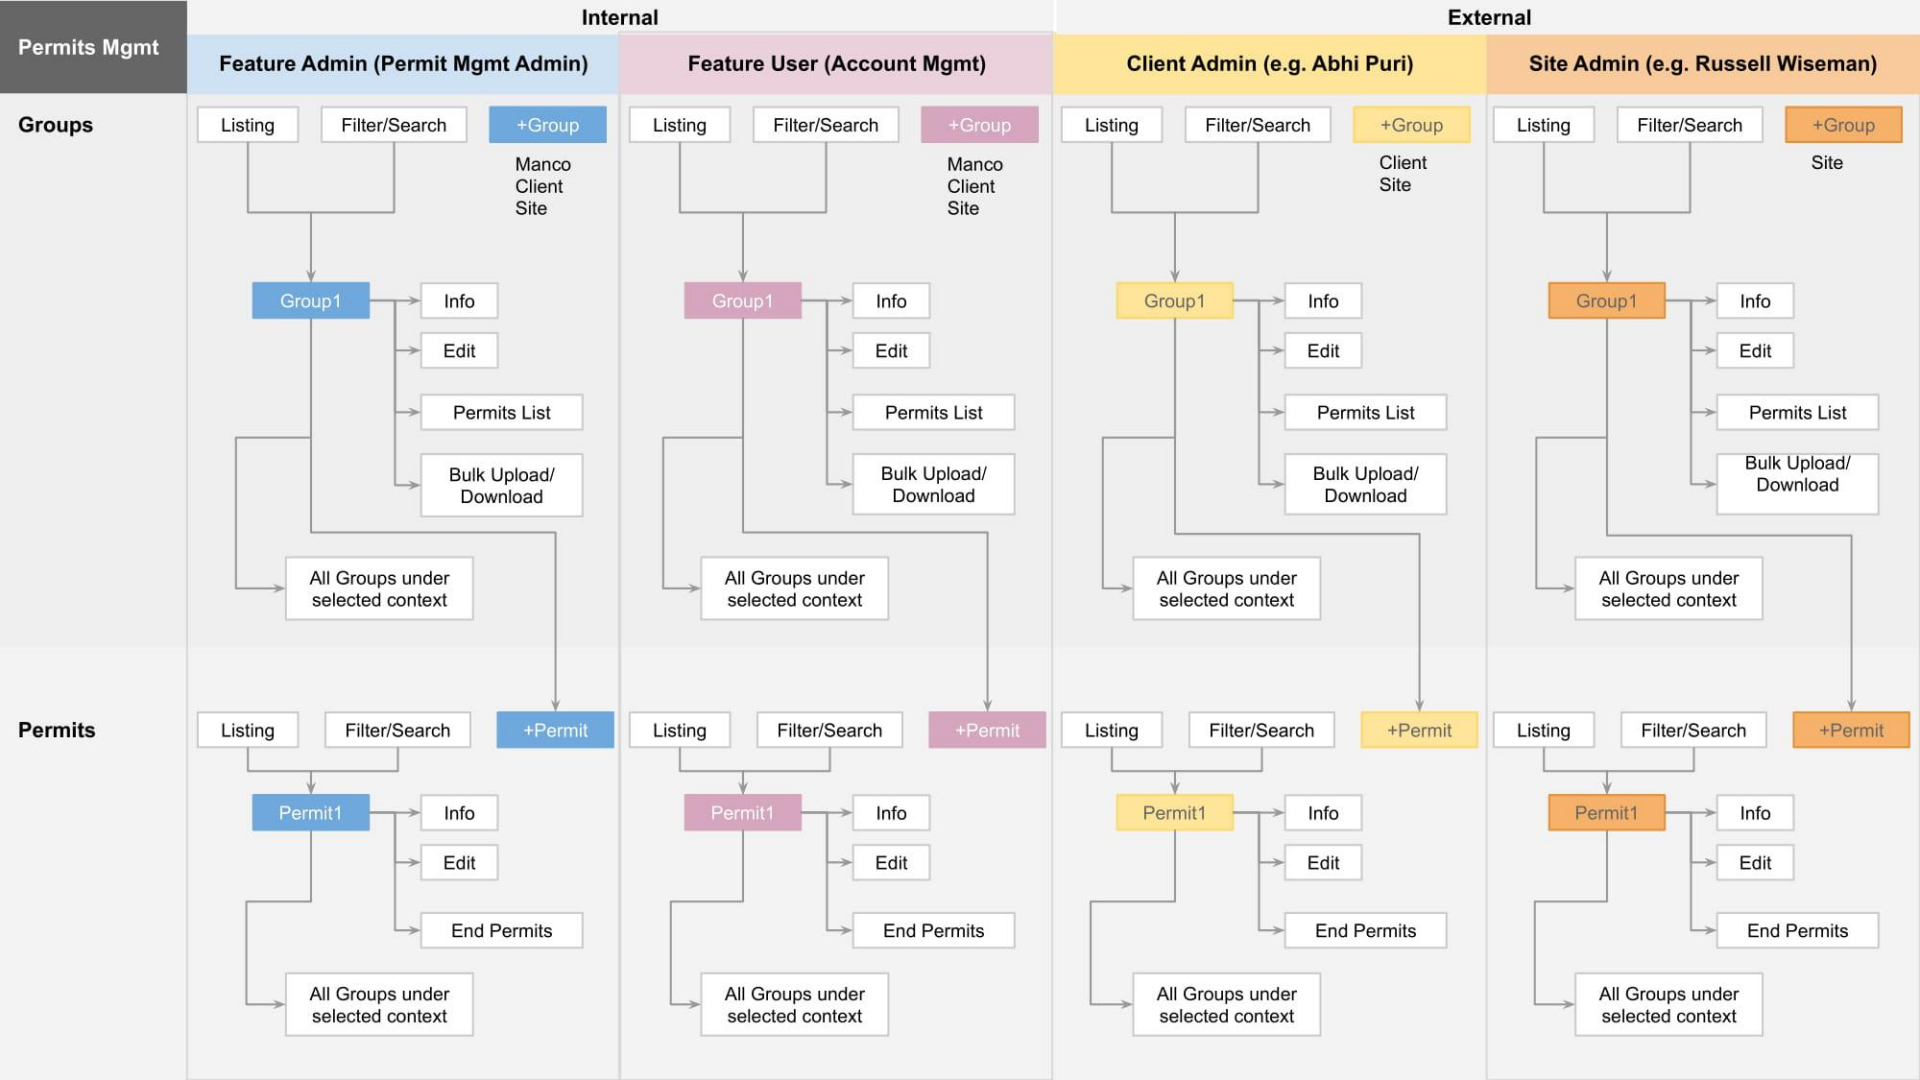 Permits Mgmt
Internal
External
Feature Admin (Permit Mgmt Admin)
Feature User (Account Mgmt)
Client Admin (e.g. Abhi Puri)
Site Admin (e.g. Russell Wiseman)
Groups
Listing
Filter/Search
+Group
Manco
Client
Site
Group1
Info
Edit
Permits List
Bulk Upload/
Download
All Groups under
selected context
Listing
Filter/Search
+Group
Manco
Client
Site
Group1
Info
Edit
Permits List
Bulk Upload/
Download
All Groups under
selected context
Listing
Filter/Search
+Group
Client
Site
Group1
Info
Edit
Permits List
Bulk Upload/
Download
All Groups under
selected context
Listing
Filter/Search
+Group
Site
Group1
Info
Edit
Permits List
Bulk Upload/
Download
All Groups under
selected context
Permits
Listing
Filter/Search
+Permit
Permit1
Info
Edit
End Permits
All Groups under
selected context
Listing
Filter/Search
+Permit
Permit1
Info
Edit
End Permits
All Groups under
selected context
Listing
Filter/Search
+Permit
Permit1
Info
Edit
End Permits
All Groups under
selected context
Listing
Filter/Search
+Permit
Permit1
Info
Edit
End Permits
All Groups under
selected context